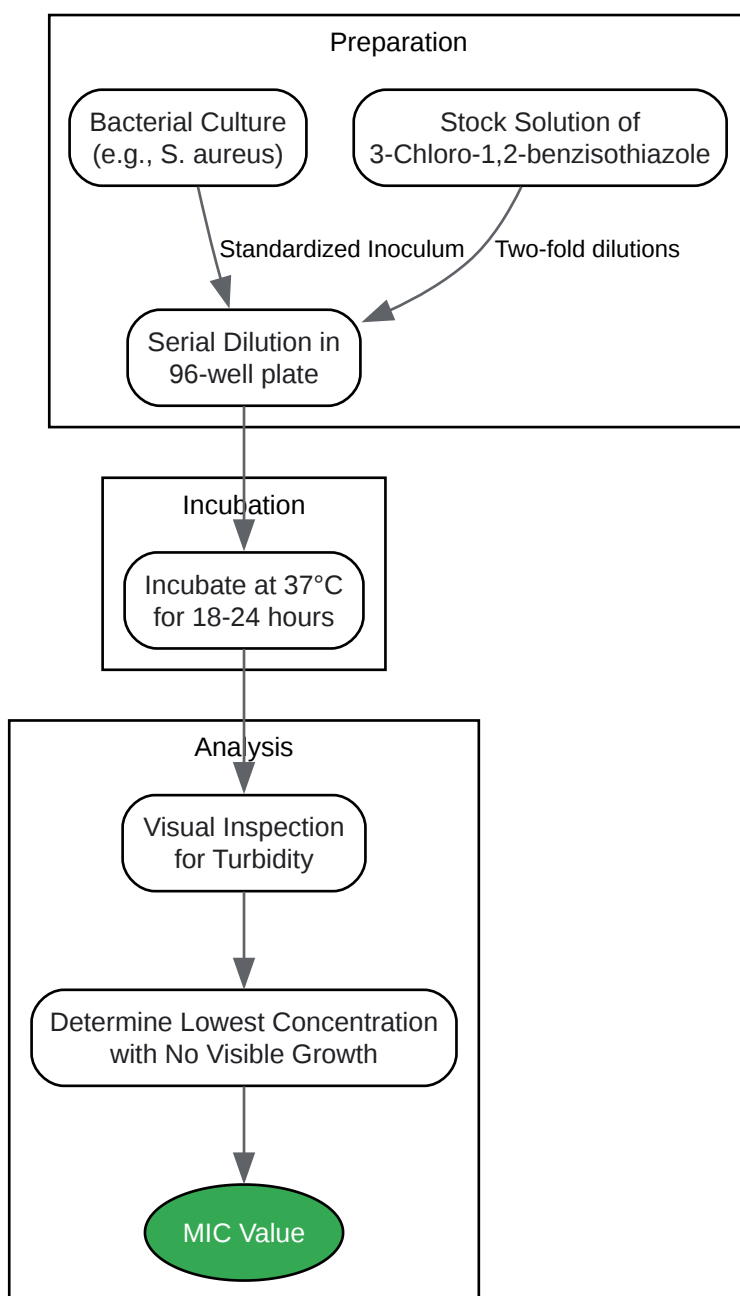 Preparation
Bacterial Culture
(e.g., S. aureus)
Stock Solution of
3-Chloro-1,2-benzisothiazole
Standardized Inoculum
Two-fold dilutions
Serial Dilution in
96-well plate
Incubation
Incubate at 37°C
for 18-24 hours
Analysis
Visual Inspection
for Turbidity
Determine Lowest Concentration
with No Visible Growth
MIC Value